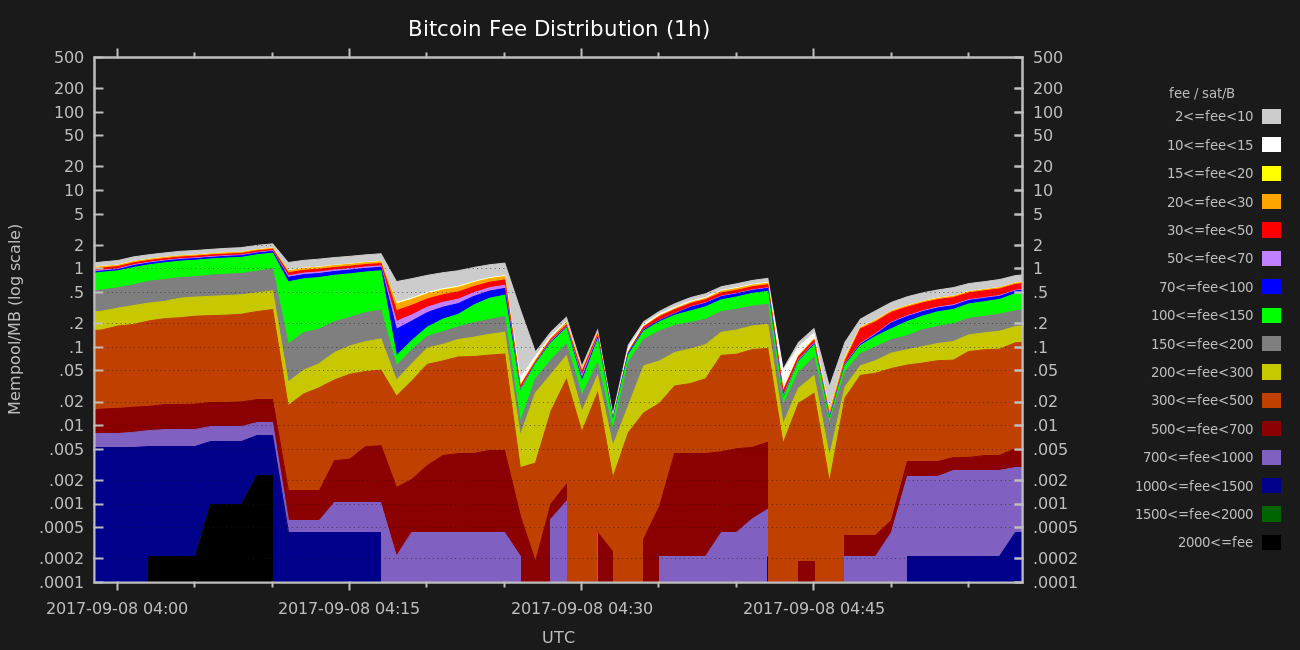 Bitcoin Fee Distribution (1h)
Mempool/MB (log scale)
500
200
100
50
20
10
5
2
1
.5
.2
.1
.05
.02
.01
.005
.002
.001
.0005
.0002
.0001
500
200
100
50
20
10
5
2
1
.5
.2
.1
.05
.02
.01
.005
.002
.001
.0005
.0002
.0001
2017-09-08 04:00 2017-09-08 04:15 2017-09-08 04:30 2017-09-08 04:45
UTC
fee / sat/B
2<=fee<10
10<=fee<15
15<=fee<20
20<=fee<30
30<=fee<50
50<=fee<70
70<=fee<100
100<=fee<150
150<=fee<200
200<=fee<300
300<=fee<500
500<=fee<700
700<=fee<1000
1000<=fee<1500
1500<=fee<2000
2000<=fee